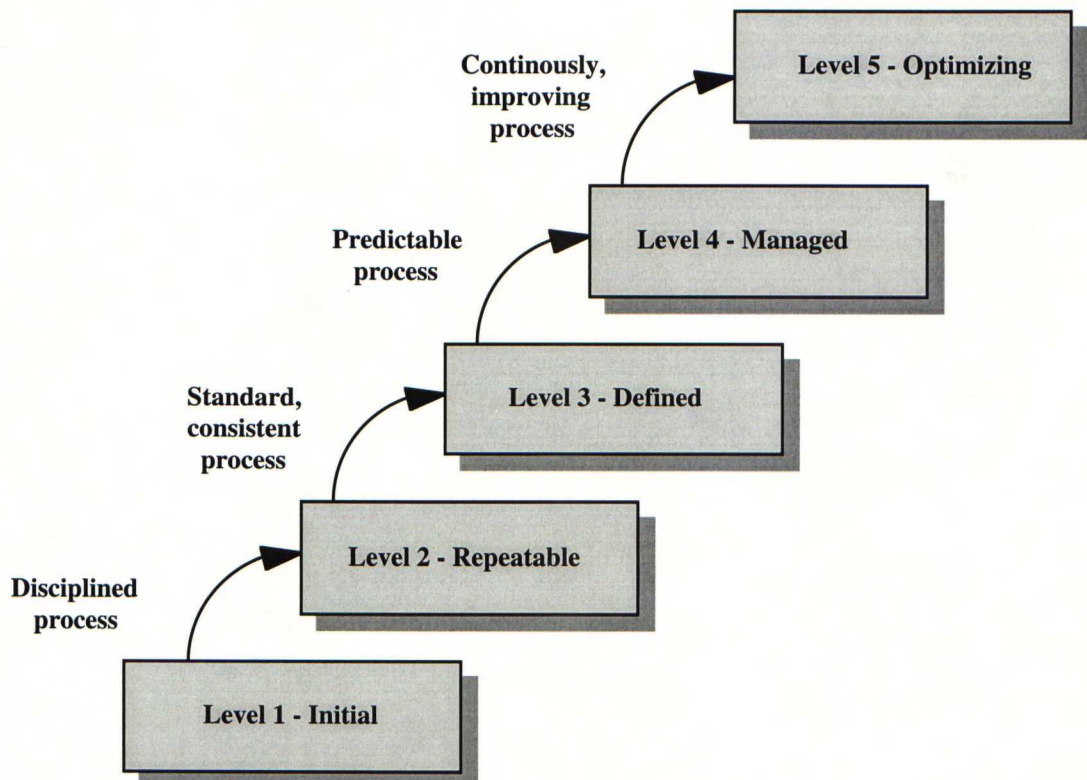 Continously,
improving
process
Level 5 - Optimizing
Predictable
process
Level 4 - Managed
Standard,
consistent
process
Level 3 - Defined
Disciplined
process
Level 2 - Repeatable
Level 1 - Initial